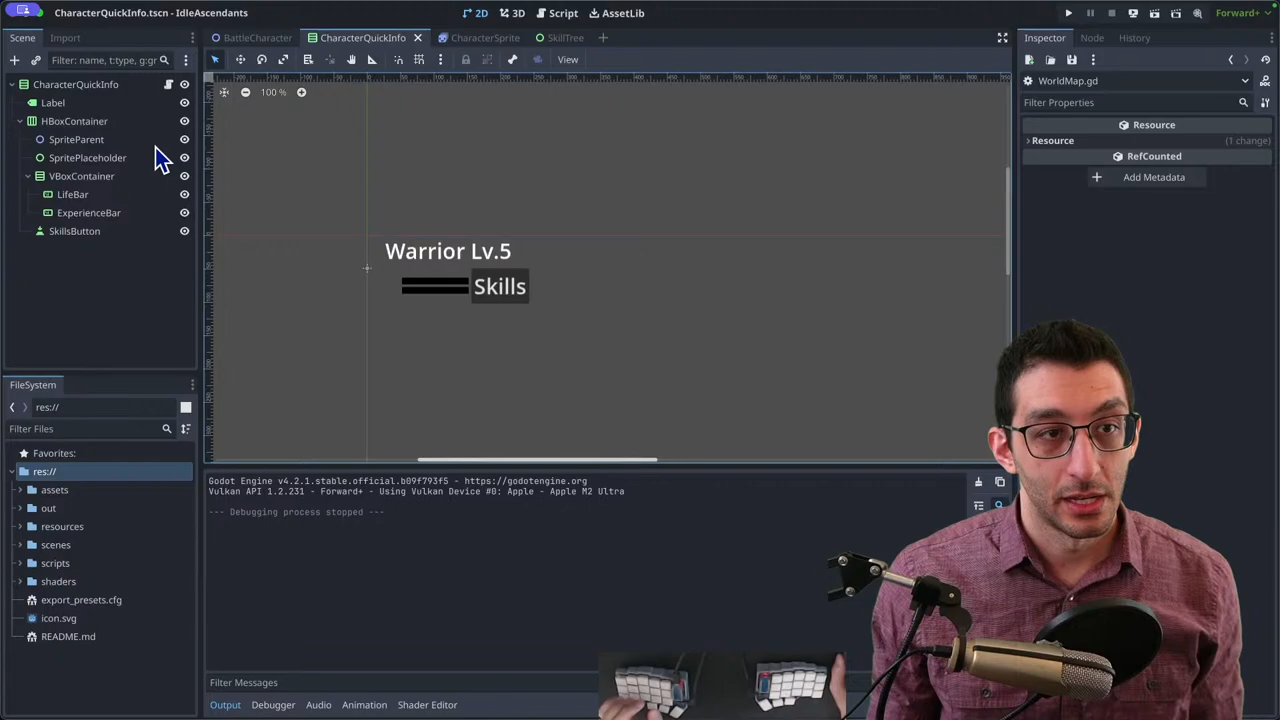 CharacterQuickInfo.tscn - IdleAscendants
2D 3D Script AssetLib
Forward+
Scene Import
BattleCharacter CharacterQuickInfo CharacterSprite SkillTree
Inspector Node History
Filter: name, t:type, g:gr
View
WorldMap.gd
CharacterQuickInfo
100 %
Filter Properties
Label
HBoxContainer
Resource
SpriteParent
Resource (1 change)
SpritePlaceholder
RefCounted
VBoxContainer
Add Metadata
LifeBar
ExperienceBar
SkillsButton
Warrior Lv.5
Skills
FileSystem
res://
Filter Files
Favorites:
res://
assets
out
resources
scenes
scripts
shaders
export_presets.cfg
icon.svg
README.md
Godot Engine v4.2.1.stable.official.b09f793f5 - https://godotengine.org
Vulkan API 1.2.231 - Forward+ - Using Vulkan Device #0: Apple - Apple M2 Ultra
--- Debugging process stopped ---
Filter Messages
Output Debugger Audio Animation Shader Editor